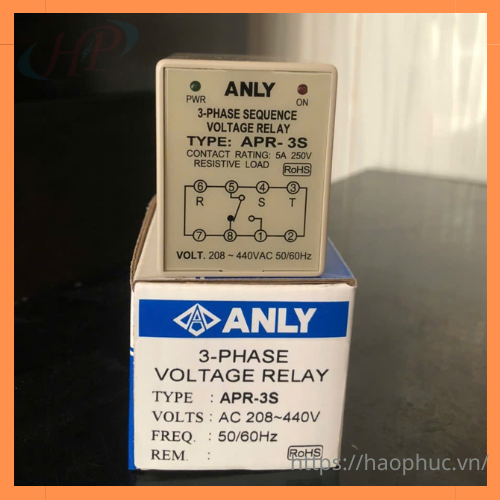 HP
ANLY
PWR
ON
3-PHASE SEQUENCE
VOLTAGE RELAY
TYPE: APR-3S
CONTACT RATING: 5A 250V
RESISTIVE LOAD RoHS
6 5 4 3
R S T
7 8 1 2
VOLT. 208 ~ 440VAC 50/60Hz
ANLY
3-PHASE
VOLTAGE RELAY
TYPE : APR-3S
VOLTS : AC 208~440V
FREQ. : 50/60Hz
REM. : RoHS
https://haophuc.vn/